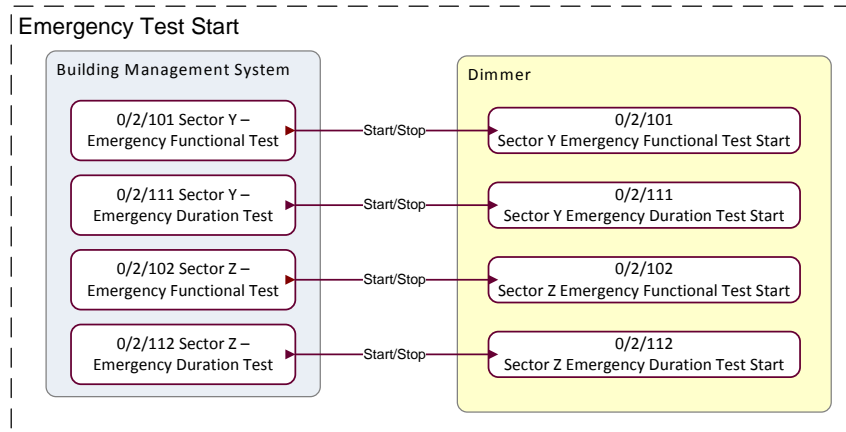 Emergency Test Start
Building Management System
Dimmer
0/2/101 Sector Y –
Emergency Functional Test
Start/Stop
0/2/101
Sector Y Emergency Functional Test Start
0/2/111 Sector Y –
Emergency Duration Test
Start/Stop
0/2/111
Sector Y Emergency Duration Test Start
0/2/102 Sector Z –
Emergency Functional Test
Start/Stop
0/2/102
Sector Z Emergency Functional Test Start
0/2/112 Sector Z –
Emergency Duration Test
Start/Stop
0/2/112
Sector Z Emergency Duration Test Start